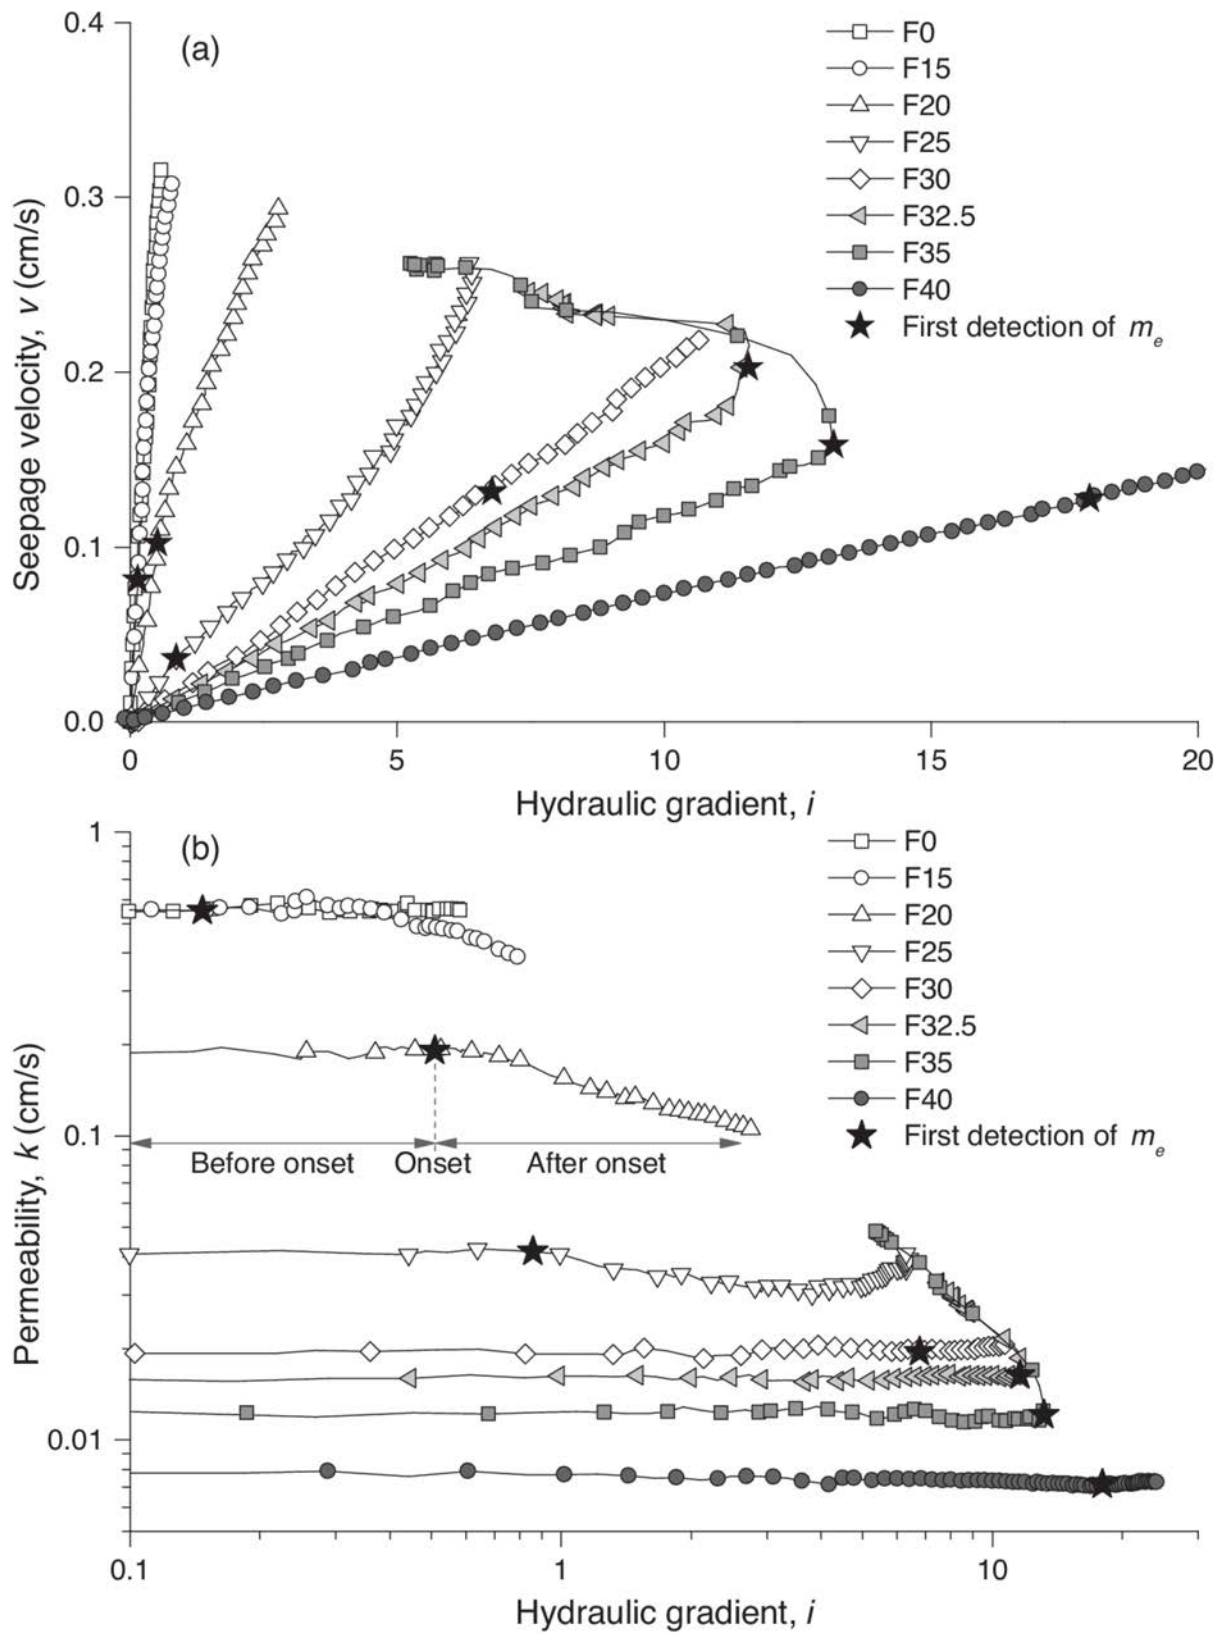 (a)
0.4
0.3
0.2
0.1
0.0
Seepage velocity, v (cm/s)
F0
F15
F20
F25
F30
F32.5
F35
F40
First detection of mₑ
0 5 10 15 20
Hydraulic gradient, i
(b)
1
0.1
0.01
Permeability, k (cm/s)
F0
F15
F20
F25
F30
F32.5
F35
F40
First detection of mₑ
Before onset Onset After onset
0.1 1 10
Hydraulic gradient, i